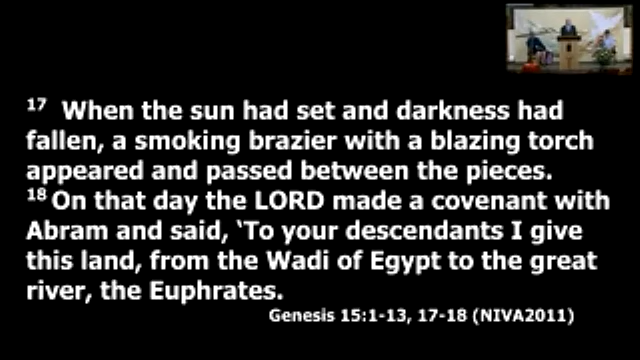 17 When the sun had set and darkness had
fallen, a smoking brazier with a blazing torch
appeared and passed between the pieces.
18 On that day the LORD made a covenant with
Abram and said, ‘To your descendants I give
this land, from the Wadi of Egypt to the great
river, the Euphrates.
Genesis 15:1-13, 17-18 (NIVA2011)